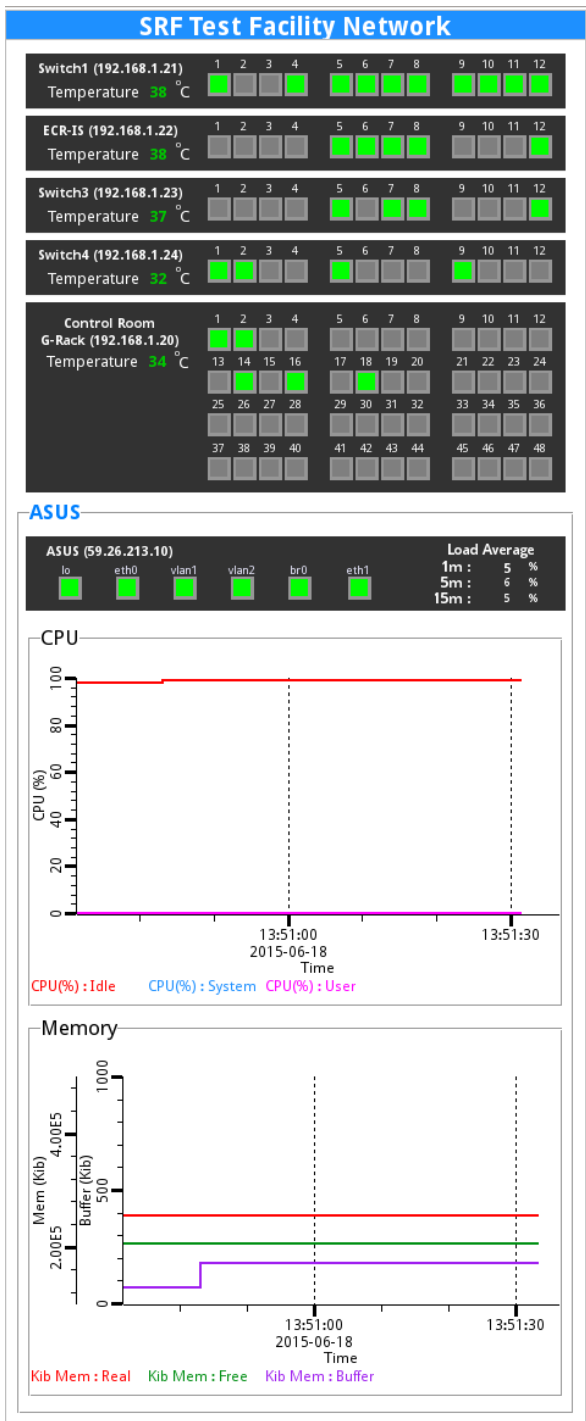 SRF Test Facility Network
Switch1 (192.168.1.21)
1 2 3 4 5 6 7 8 9 10 11 12
Temperature 38 °C
ECR-IS (192.168.1.22)
1 2 3 4 5 6 7 8 9 10 11 12
Temperature 38 °C
Switch3 (192.168.1.23)
1 2 3 4 5 6 7 8 9 10 11 12
Temperature 37 °C
Switch4 (192.168.1.24)
1 2 3 4 5 6 7 8 9 10 11 12
Temperature 32 °C
Control Room
G-Rack (192.168.1.20)
Temperature 34 °C
1 2 3 4 5 6 7 8 9 10 11 12
13 14 15 16 17 18 19 20 21 22 23 24
25 26 27 28 29 30 31 32 33 34 35 36
37 38 39 40 41 42 43 44 45 46 47 48
ASUS
ASUS (59.26.213.10)
lo eth0 vlan1 vlan2 br0 eth1
Load Average
1m : 5 %
5m : 6 %
15m : 5 %
CPU
100
80
60
40
20
0
CPU (%)
13:51:00 13:51:30
2015-06-18
Time
CPU(%) : Idle CPU(%) : System CPU(%) : User
Memory
4.00E5
2.00E5
Mem (Kib)
1000
500
0
Buffer (Kib)
13:51:00 13:51:30
2015-06-18
Time
Kib Mem : Real Kib Mem : Free Kib Mem : Buffer